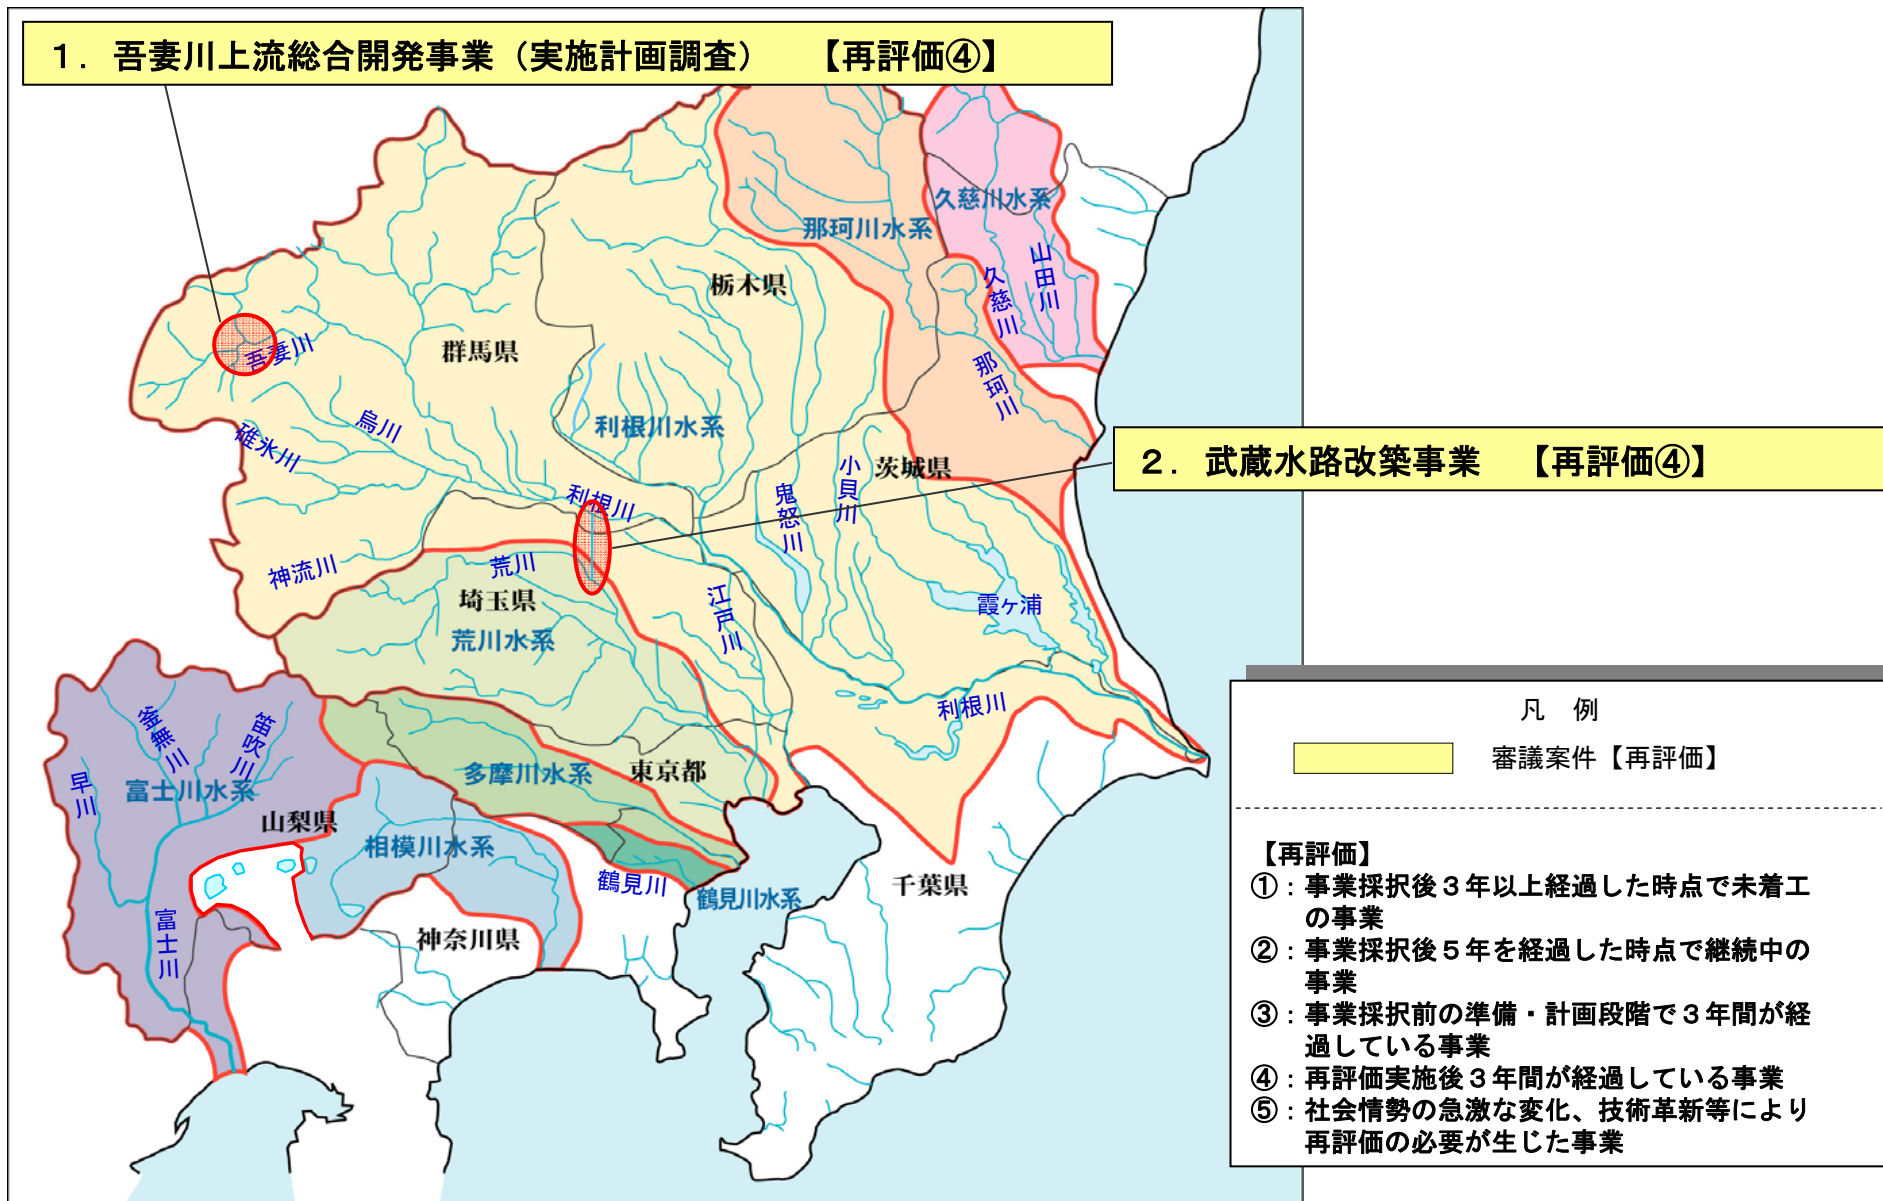 １．吾妻川上流総合開発事業（実施計画調査）　【再評価④】
久慈川水系
那珂川水系
山田川
久慈川
栃木県
吾妻川
群馬県
那珂川
烏川
利根川水系
碓氷川
茨城県
２．武蔵水路改築事業　【再評価④】
小貝川
鬼怒川
利根川
神流川
荒川
埼玉県
江戸川
霞ヶ浦
荒川水系
利根川
釜無川
笛吹川
早川
富士川水系
多摩川水系
東京都
山梨県
相模川水系
鶴見川
鶴見川水系
千葉県
富士川
神奈川県
凡　例
審議案件【再評価】
【再評価】
①：事業採択後３年以上経過した時点で未着工
の事業
②：事業採択後５年を経過した時点で継続中の
事業
③：事業採択前の準備・計画段階で３年間が経
過している事業
④：再評価実施後３年間が経過している事業
⑤：社会情勢の急激な変化、技術革新等により
再評価の必要が生じた事業